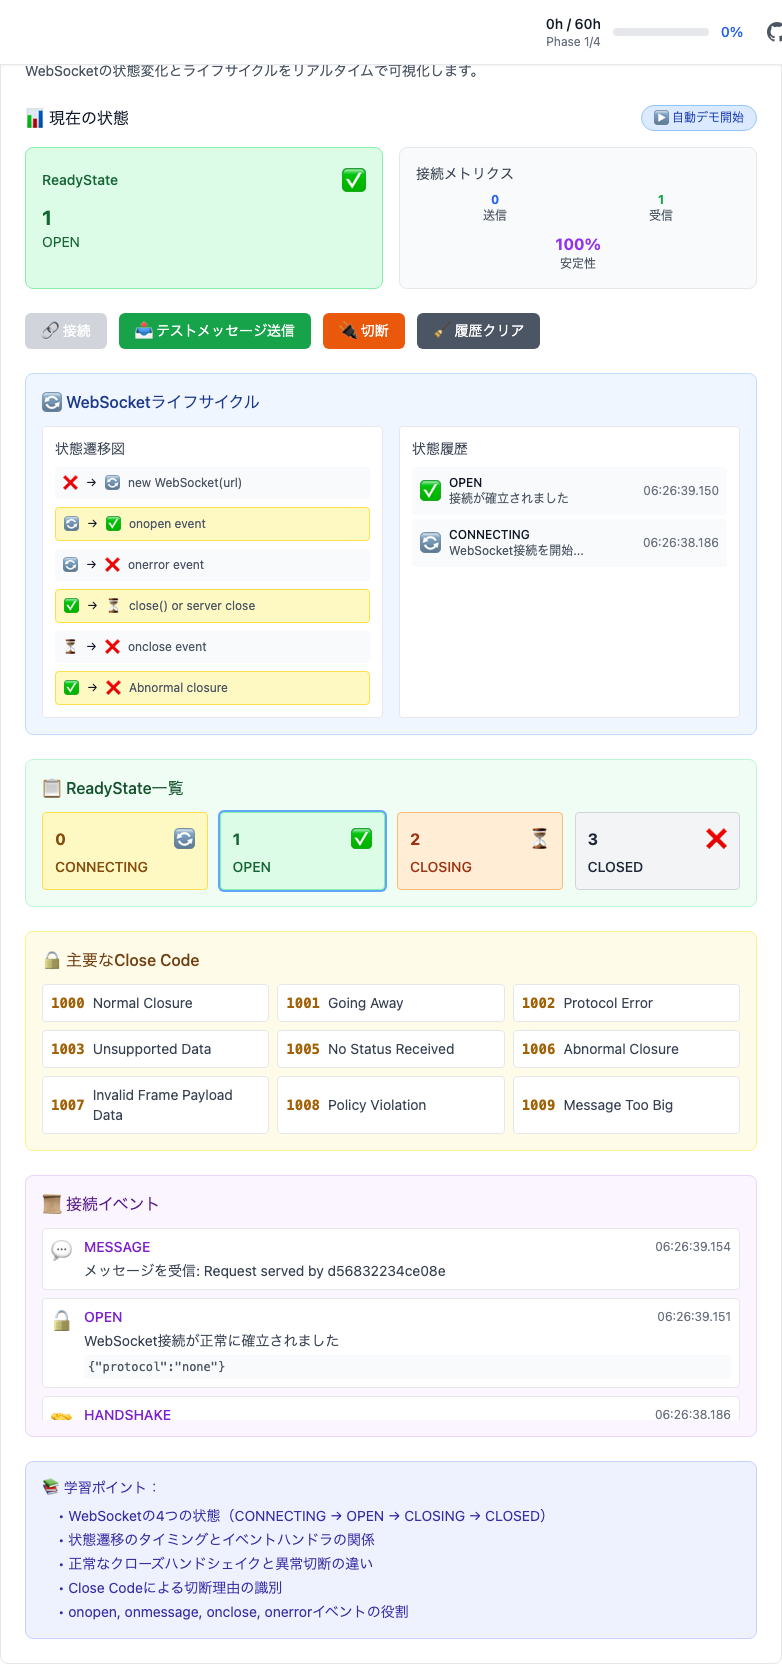 0h / 60h
Phase 1/4
0%
WebSocketの状態変化とライフサイクルをリアルタイムで可視化します。
📊 現在の状態
▶️ 自動デモ開始
ReadyState
✅
1
OPEN
接続メトリクス
0
送信
1
受信
100%
安定性
🔗 接続
📤 テストメッセージ送信
🔌 切断
🧹 履歴クリア
🔄 WebSocketライフサイクル
状態遷移図
❌ → 🔄 new WebSocket(url)
🔄 → ✅ onopen event
🔄 → ❌ onerror event
✅ → ⏳ close() or server close
⏳ → ❌ onclose event
✅ → ❌ Abnormal closure
状態履歴
✅ OPEN
接続が確立されました
06:26:39.150
🔄 CONNECTING
WebSocket接続を開始...
06:26:38.186
📋 ReadyState一覧
0 🔄
CONNECTING
1 ✅
OPEN
2 ⏳
CLOSING
3 ❌
CLOSED
🔒 主要なClose Code
1000 Normal Closure
1001 Going Away
1002 Protocol Error
1003 Unsupported Data
1005 No Status Received
1006 Abnormal Closure
1007 Invalid Frame Payload
Data
1008 Policy Violation
1009 Message Too Big
📜 接続イベント
💬 MESSAGE 06:26:39.154
メッセージを受信: Request served by d56832234ce08e
🔓 OPEN 06:26:39.151
WebSocket接続が正常に確立されました
{"protocol":"none"}
🤝 HANDSHAKE 06:26:38.186
📚 学習ポイント：
• WebSocketの4つの状態（CONNECTING → OPEN → CLOSING → CLOSED）
• 状態遷移のタイミングとイベントハンドラの関係
• 正常なクローズハンドシェイクと異常切断の違い
• Close Codeによる切断理由の識別
• onopen, onmessage, onclose, onerrorイベントの役割